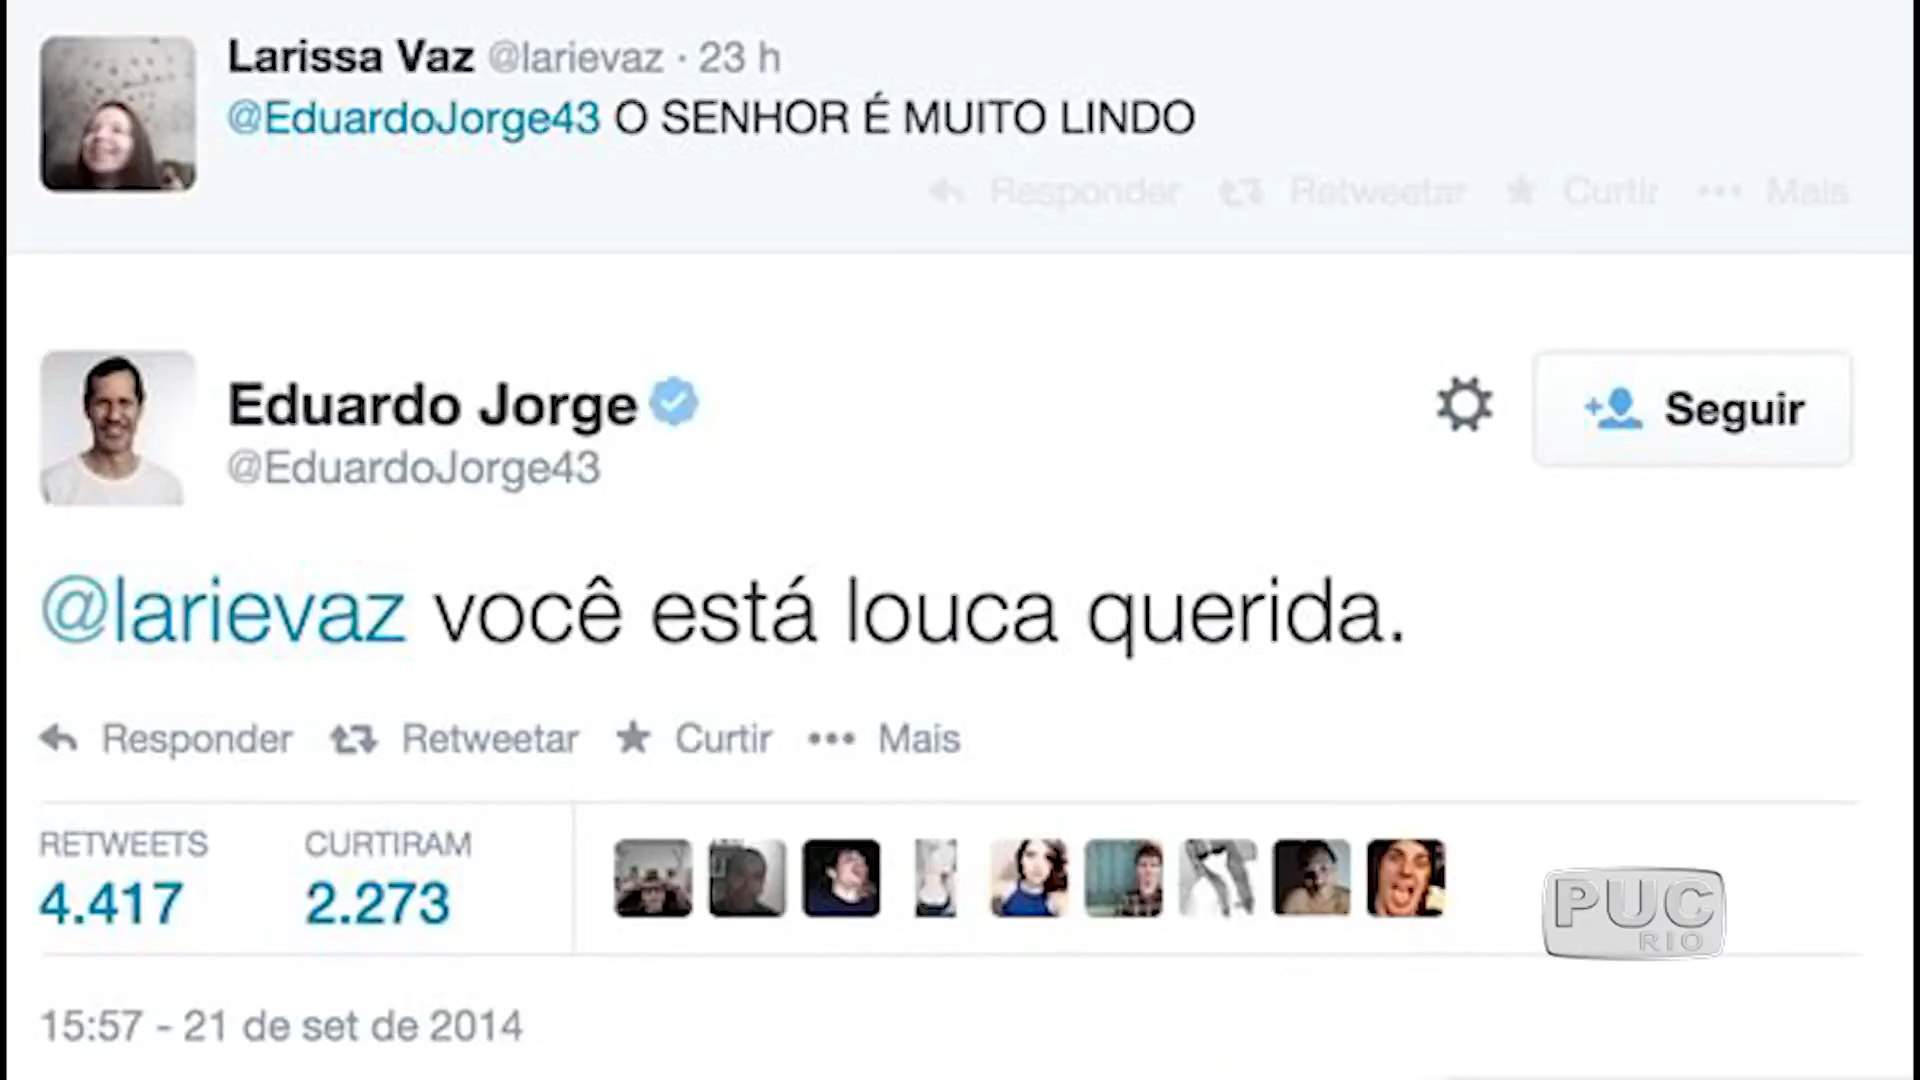 Larissa Vaz @larievaz · 23 h
@EduardoJorge43 O SENHOR É MUITO LINDO
Responder Retweetar Curtir ••• Mais
Eduardo Jorge
@EduardoJorge43
Seguir
@larievaz você está louca querida.
Responder Retweetar Curtir ••• Mais
RETWEETS CURTIRAM
4.417 2.273
PUC
RIO
15:57 - 21 de set de 2014